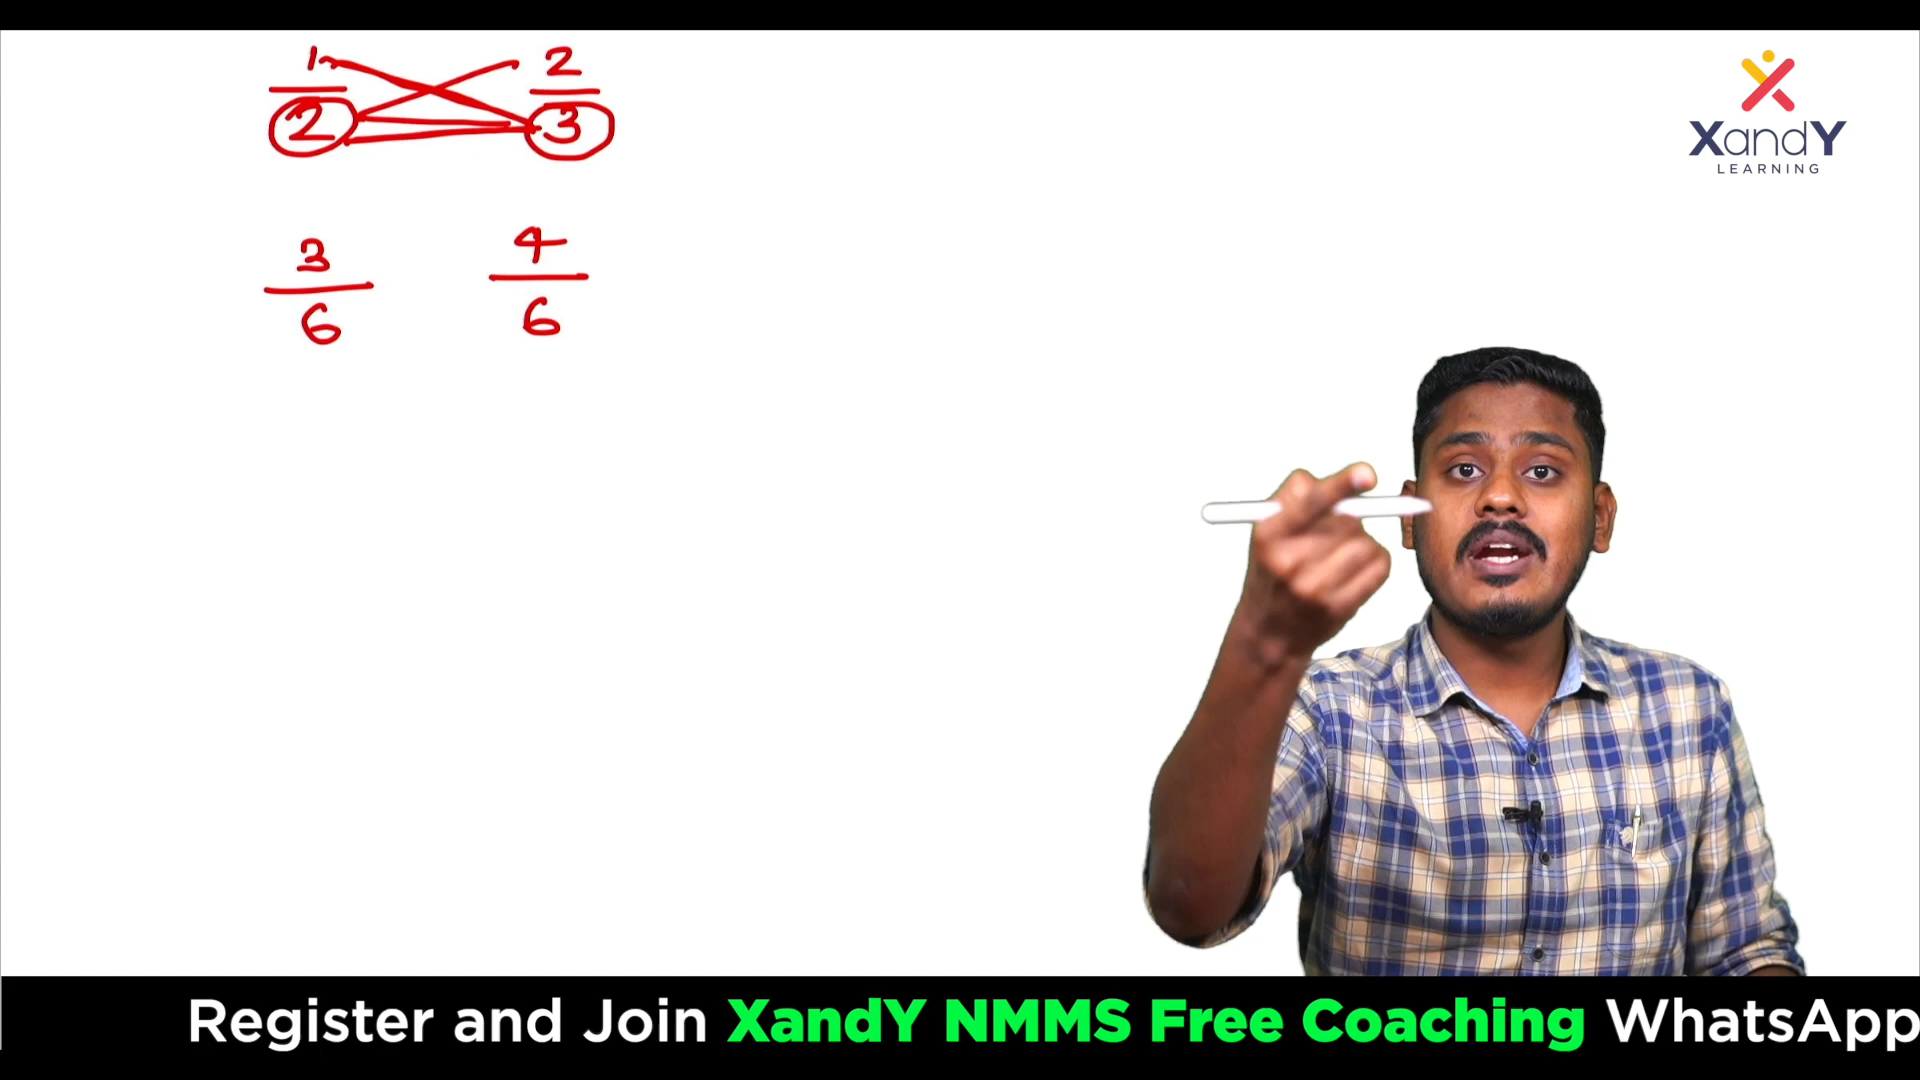 1 2
2 3
3 4
6 6
XandY
LEARNING
Register and Join XandY NMMS Free Coaching WhatsApp